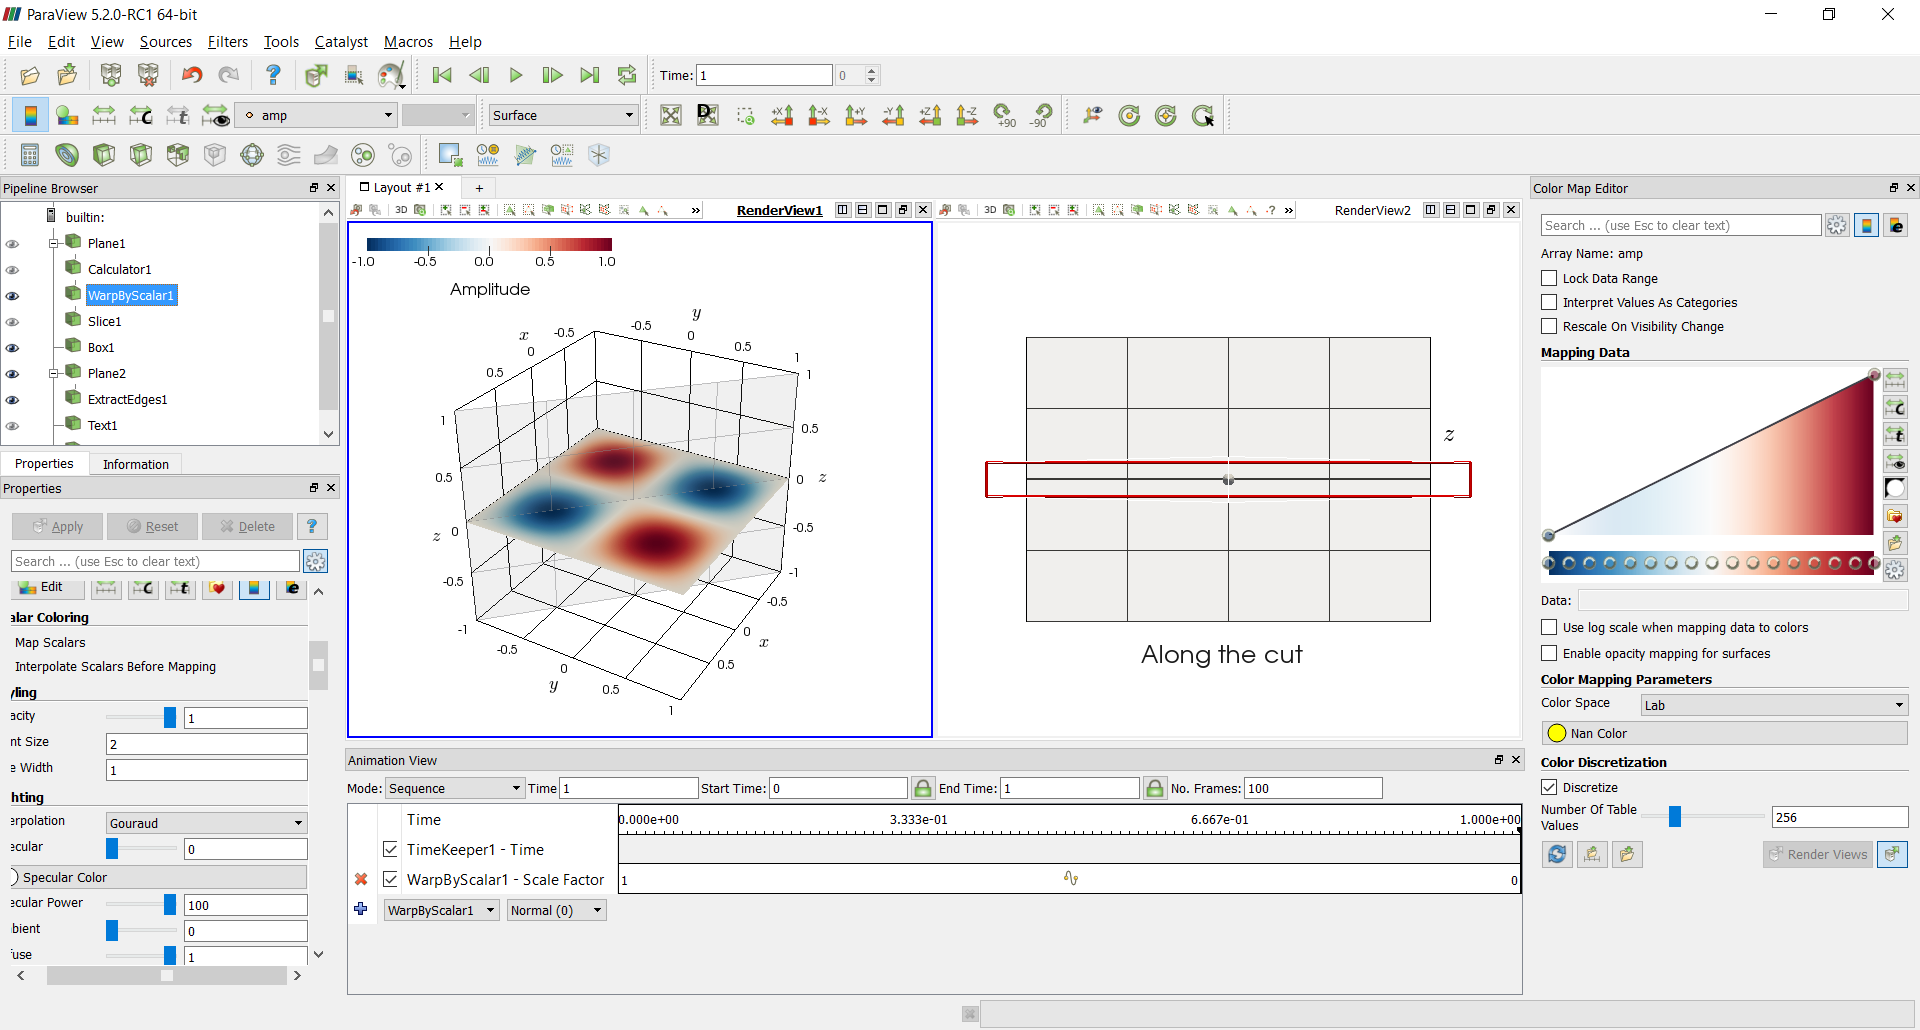 ParaView 5.2.0-RC1 64-bit
File Edit View Sources Filters Tools Catalyst Macros Help
Time: 1 0
amp Surface +X -X +Y -Y +Z -Z +90 -90
Pipeline Browser
builtin:
Plane1
Calculator1
WarpByScalar1
Slice1
Box1
Plane2
ExtractEdges1
Text1
Properties Information
Properties
Apply Reset Delete ?
Search ... (use Esc to clear text)
Edit
alar Coloring
Map Scalars
Interpolate Scalars Before Mapping
yling
acity 1
nt Size 2
e Width 1
hting
erpolation Gouraud
ecular 0
Specular Color
ecular Power 100
bient 0
fuse 1
Layout #1 +
3D » RenderView1
-1.0 -0.5 0.0 0.5 1.0
Amplitude
y
x -0.5 -0.5 0
0 0.5
0.5 1
1 1
0.5
0.5
0 z
z 0
-0.5
-0.5
-1
-0.5
-1 0 x
-0.5 0.5
0
y 0.5
1
3D » RenderView2
z
Along the cut
Animation View
Mode: Sequence Time 1 Start Time: 0 End Time: 1 No. Frames: 100
Time 0.000e+00 3.333e-01 6.667e-01 1.000e+00
TimeKeeper1 - Time
WarpByScalar1 - Scale Factor 1 0
WarpByScalar1 Normal (0)
Color Map Editor
Search ... (use Esc to clear text)
Array Name: amp
Lock Data Range
Interpret Values As Categories
Rescale On Visibility Change
Mapping Data
Data:
Use log scale when mapping data to colors
Enable opacity mapping for surfaces
Color Mapping Parameters
Color Space Lab
Nan Color
Color Discretization
Discretize
Number Of Table
Values 256
Render Views